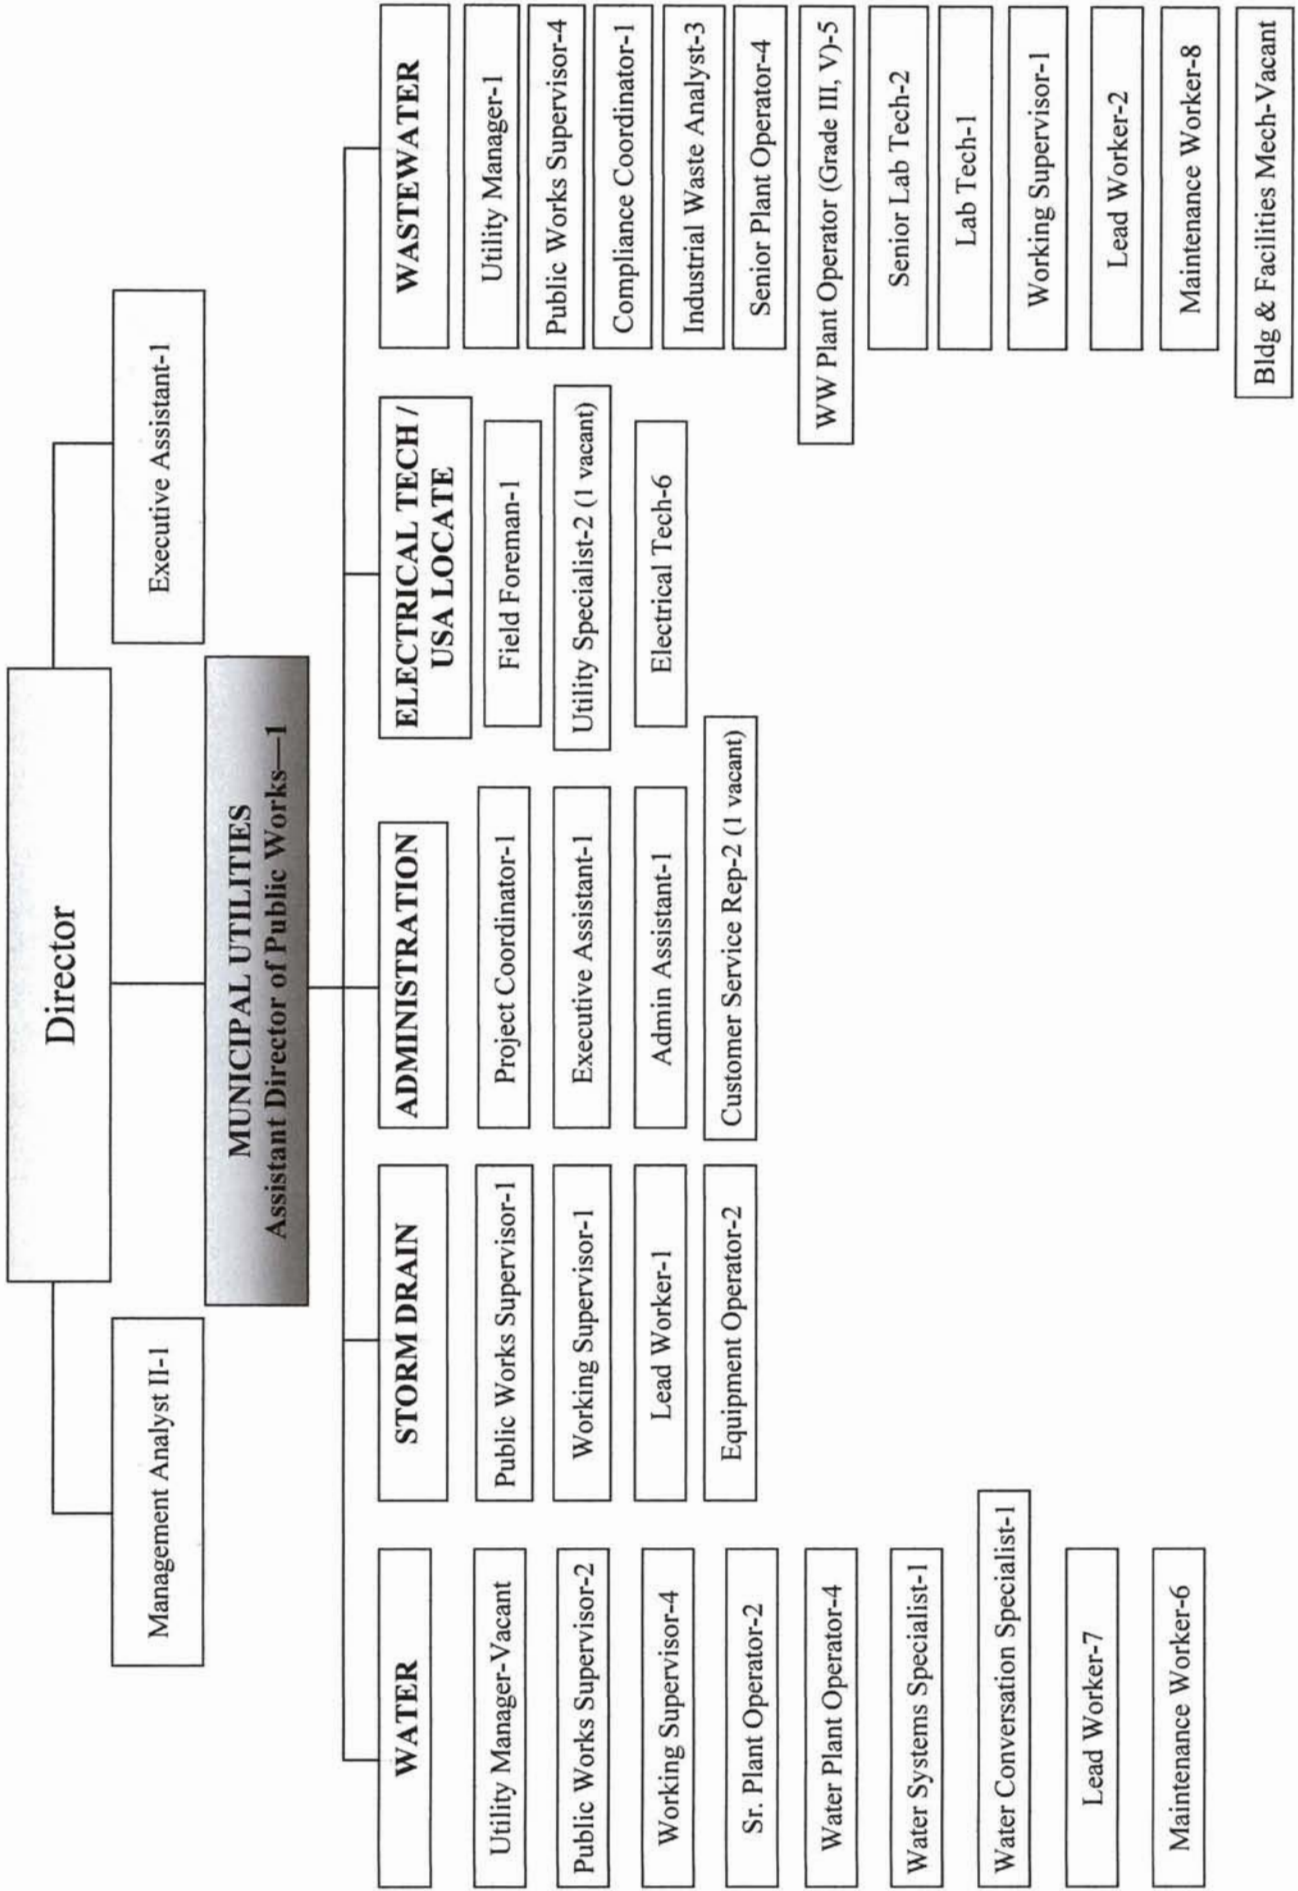 Director
Management Analyst II-1
Executive Assistant-1
MUNICIPAL UTILITIES
Assistant Director of Public Works—1
WATER
Utility Manager-Vacant
Public Works Supervisor-2
Working Supervisor-4
Sr. Plant Operator-2
Water Plant Operator-4
Water Systems Specialist-1
Water Conversation Specialist-1
Lead Worker-7
Maintenance Worker-6
STORM DRAIN
Public Works Supervisor-1
Working Supervisor-1
Lead Worker-1
Equipment Operator-2
ADMINISTRATION
Project Coordinator-1
Executive Assistant-1
Admin Assistant-1
Customer Service Rep-2 (1 vacant)
ELECTRICAL TECH /
USA LOCATE
Field Foreman-1
Utility Specialist-2 (1 vacant)
Electrical Tech-6
WASTEWATER
Utility Manager-1
Public Works Supervisor-4
Compliance Coordinator-1
Industrial Waste Analyst-3
Senior Plant Operator-4
WW Plant Operator (Grade III, V)-5
Senior Lab Tech-2
Lab Tech-1
Working Supervisor-1
Lead Worker-2
Maintenance Worker-8
Bldg & Facilities Mech-Vacant